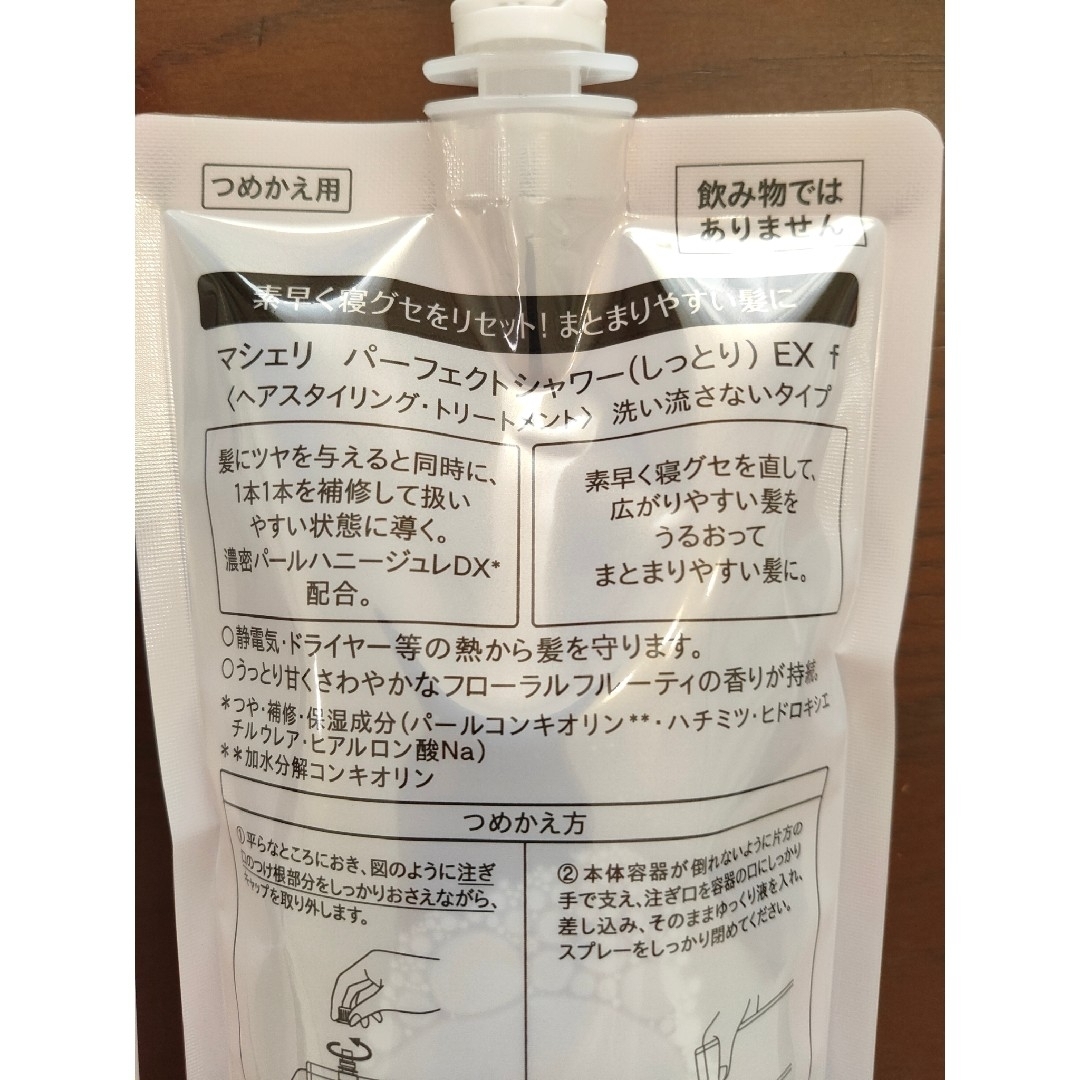 つめかえ用
飲み物では
ありません
素早く寝グセをリセット!まとまりやすい髪に
マシェリ パーフェクトシャワー(しっとり) EX f
〈ヘアスタイリング・トリートメント〉 洗い流さないタイプ
髪にツヤを与えると同時に、
1本1本を補修して扱い
やすい状態に導く。
濃密パールハニージュレDX*
配合。
素早く寝グセを直して、
広がりやすい髪を
うるおって
まとまりやすい髪に。
○静電気・ドライヤー等の熱から髪を守ります。
○うっとり甘くさわやかなフローラルフルーティの香りが持続。
*つや・補修・保湿成分(パールコンキオリン**・ハチミツ・ヒドロキシエ
チルウレア・ヒアルロン酸Na)
**加水分解コンキオリン
つめかえ方
①平らなところにおき、図のように注ぎ
口のつけ根部分をしっかりおさえながら、
キャップを取り外します。
②本体容器が倒れないように片方の
手で支え、注ぎ口を容器の口にしっかり
差し込み、そのままゆっくり液を入れ、
スプレーをしっかり閉めてください。